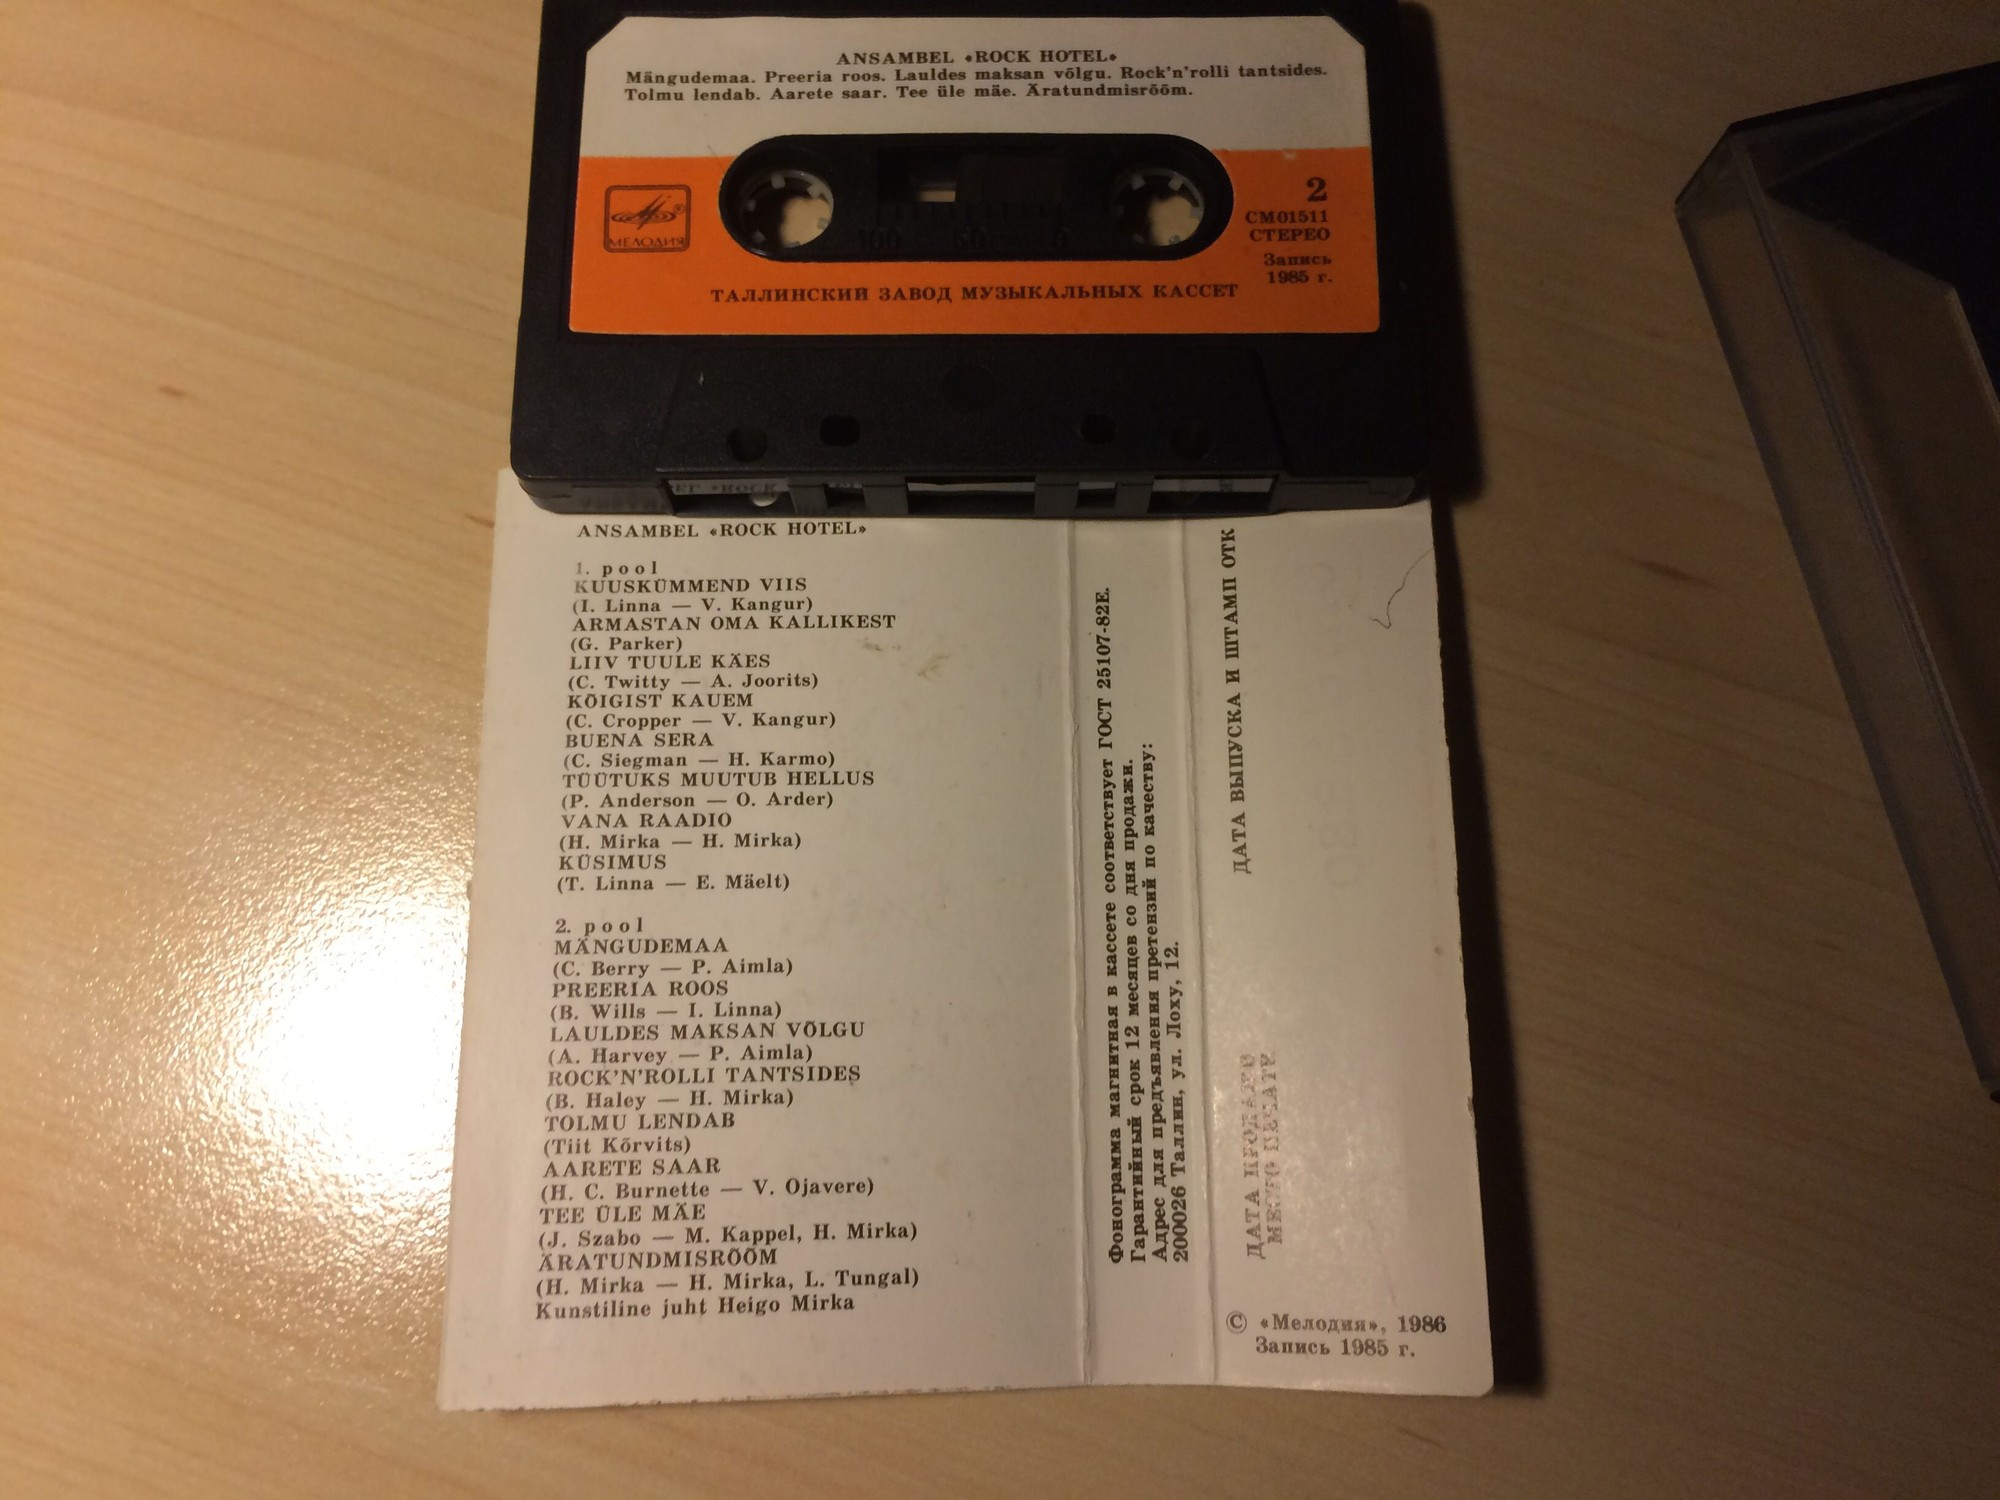 ANSAMBEL «ROCK HOTEL»
Mängudemaa. Preeria roos. Lauldes maksan võlgu. Rock'n'rolli tantsides.
Tolmu lendab. Aarete saar. Tee üle mäe. Äratundmisrõõm.
МЕЛОДИЯ
100 50 0
2
СМ01511
СТЕРЕО
Запись
1985 г.
ТАЛЛИНСКИЙ ЗАВОД МУЗЫКАЛЬНЫХ КАССЕТ
ANSAMBEL «ROCK HOTEL»
1. pool
KUUSKÜMMEND VIIS
(I. Linna — V. Kangur)
ARMASTAN OMA KALLIKEST
(G. Parker)
LIIV TUULE KÄES
(C. Twitty — A. Joorits)
KÕIGIST KAUEM
(C. Cropper — V. Kangur)
BUENA SERA
(C. Siegman — H. Karmo)
TÜÜTUKS MUUTUB HELLUS
(P. Anderson — O. Arder)
VANA RAADIO
(H. Mirka — H. Mirka)
KÜSIMUS
(T. Linna — E. Mäelt)
2. pool
MÄNGUDEMAA
(C. Berry — P. Aimla)
PREERIA ROOS
(B. Wills — I. Linna)
LAULDES MAKSAN VÕLGU
(A. Harvey — P. Aimla)
ROCK'N'ROLLI TANTSIDES
(B. Haley — H. Mirka)
TOLMU LENDAB
(Tiit Kõrvits)
AARETE SAAR
(H. C. Burnette — V. Ojavere)
TEE ÜLE MÄE
(J. Szabo — M. Kappel, H. Mirka)
ÄRATUNDMISRÕÕM
(H. Mirka — H. Mirka, L. Tungal)
Kunstiline juht Heigo Mirka
Фонограмма магнитная в кассете соответствует ГОСТ 25107-82Е.
Гарантийный срок 12 месяцев со дня продажи.
Адрес для предъявления претензий по качеству:
200026 Таллин, ул. Лоху, 12.
ДАТА ВЫПУСКА И ШТАМП ОТК
ДАТА ПРОДАЖИ
МЕСТО ПЕЧАТИ
© «Мелодия», 1986
Запись 1985 г.